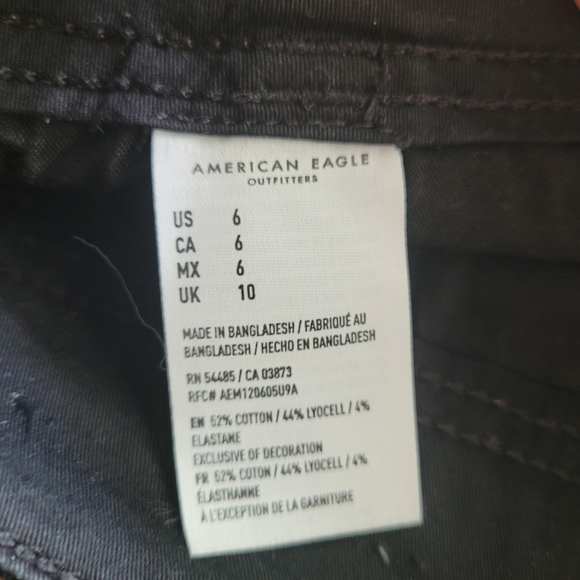 AMERICAN EAGLE
OUTFITTERS
US 6
CA 6
MX 6
UK 10
MADE IN BANGLADESH / FABRIQUÉ AU
BANGLADESH / HECHO EN BANGLADESH
RN 54485 / CA 03873
RFC# AEM120605U9A
EN 52% COTTON / 44% LYOCELL / 4%
ELASTANE
EXCLUSIVE OF DECORATION
FR 52% COTON / 44% LYOCELL / 4%
ÉLASTHANNE
À L'EXCEPTION DE LA GARNITURE